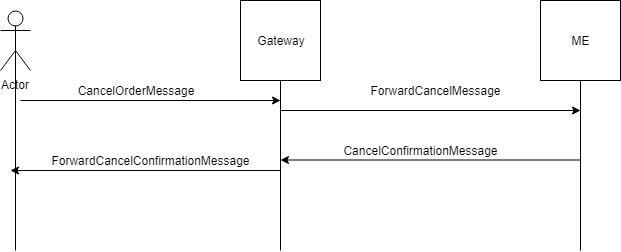 Gateway
ME
Actor
CancelOrderMessage
ForwardCancelMessage
CancelConfirmationMessage
ForwardCancelConfirmationMessage